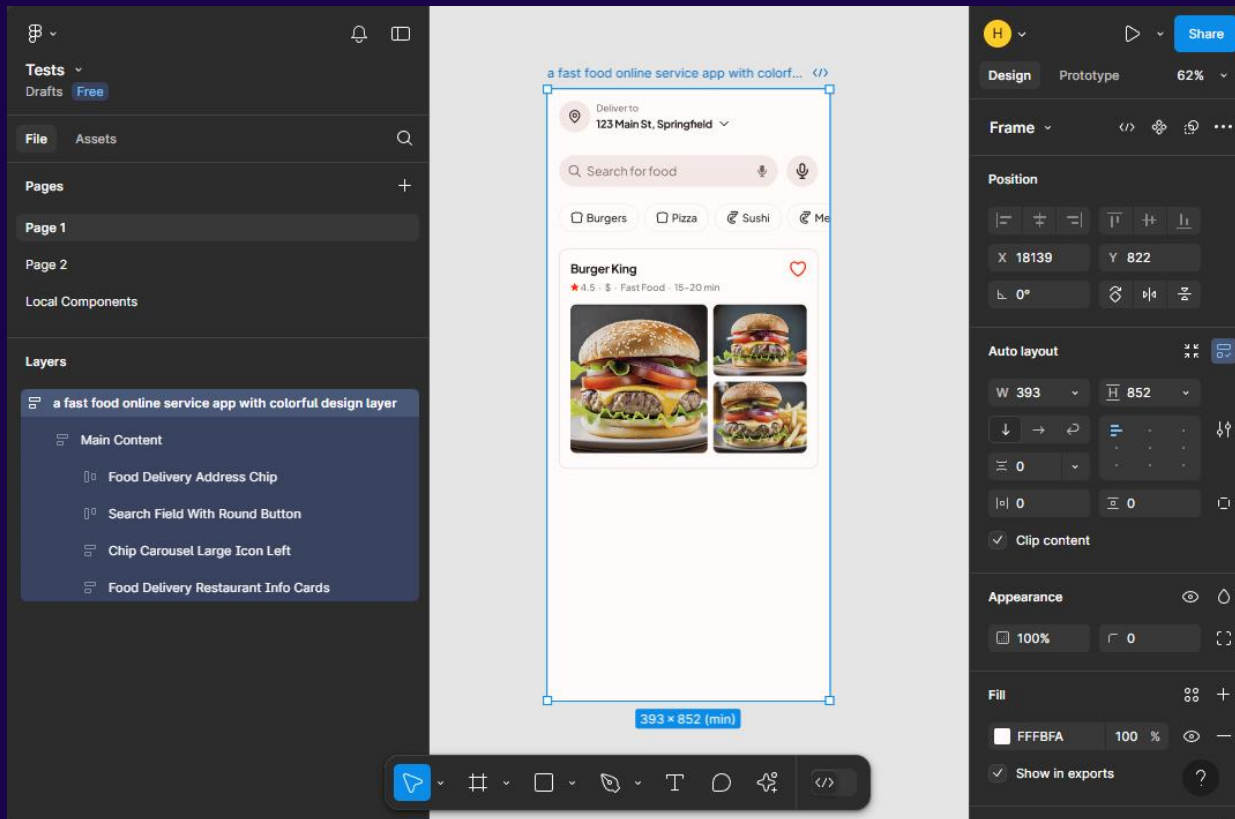 Tests
Drafts Free
File Assets
Pages
Page 1
Page 2
Local Components
Layers
a fast food online service app with colorful design layer
Main Content
Food Delivery Address Chip
Search Field With Round Button
Chip Carousel Large Icon Left
Food Delivery Restaurant Info Cards
a fast food online service app with colorf...
Deliver to
123 Main St, Springfield
Search for food
Burgers Pizza Sushi Me
Burger King
4.5 · $ · Fast Food · 15-20 min
393 × 852 (min)
H Share
Design Prototype 62%
Frame
Position
X 18139 Y 822
0°
Auto layout
W 393 H 852
0
0 0
Clip content
Appearance
100% 0
Fill
FFFBFA 100 %
Show in exports
?